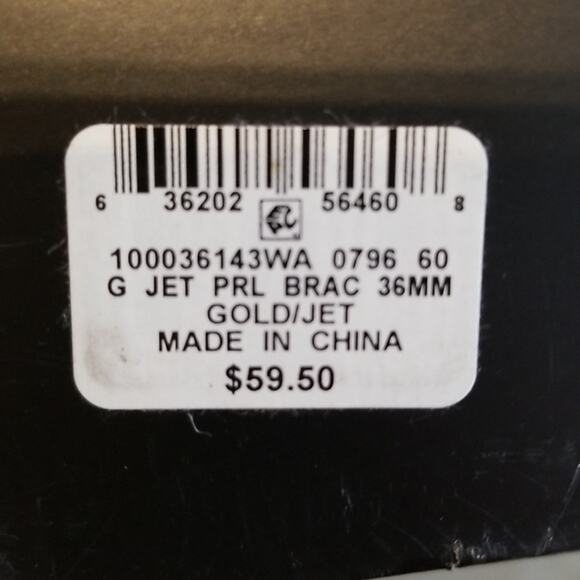 6 36202 56460 8
100036143WA 0796 60
G JET PRL BRAC 36MM
GOLD/JET
MADE IN CHINA
$59.50